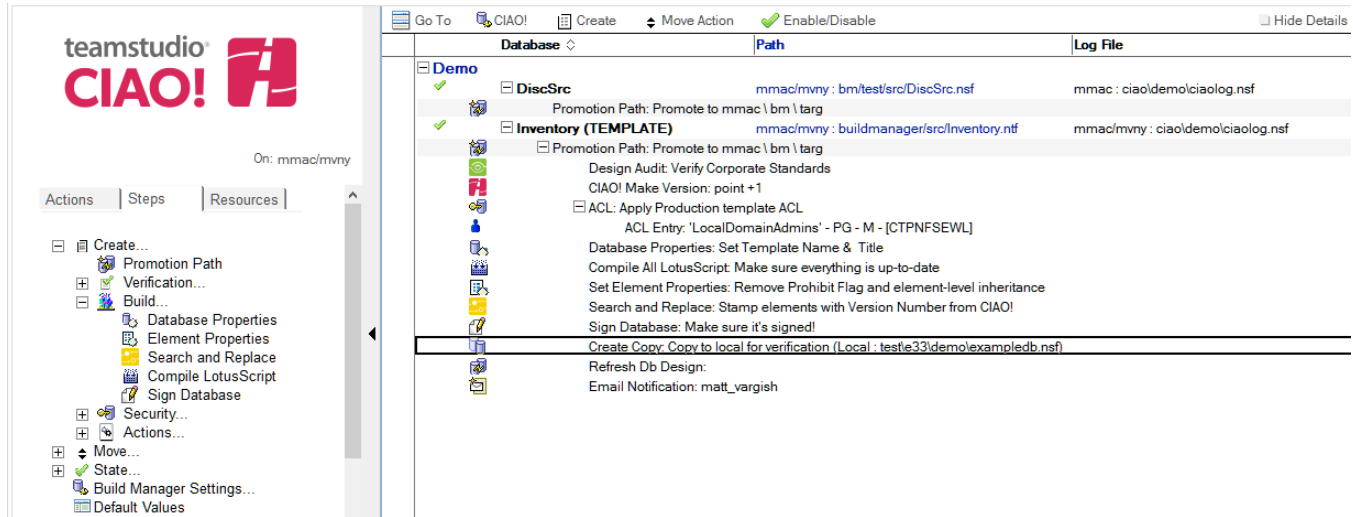 teamstudio
CIAO!
On: mmac/mvny
Actions Steps Resources
Create...
Promotion Path
Verification...
Build...
Database Properties
Element Properties
Search and Replace
Compile LotusScript
Sign Database
Security...
Actions...
Move...
State...
Build Manager Settings...
Default Values
Go To CIAO! Create Move Action Enable/Disable Hide Details
Database Path Log File
Demo
DiscSrc mmac/mvny : bm/test/src/DiscSrc.nsf mmac : ciao\demo\ciaolog.nsf
Promotion Path: Promote to mmac \ bm \ targ
Inventory (TEMPLATE) mmac/mvny : buildmanager/src/Inventory.ntf mmac/mvny : ciao\demo\ciaolog.nsf
Promotion Path: Promote to mmac \ bm \ targ
Design Audit: Verify Corporate Standards
CIAO! Make Version: point +1
ACL: Apply Production template ACL
ACL Entry: 'LocalDomainAdmins' - PG - M - [CTPNFSEWL]
Database Properties: Set Template Name & Title
Compile All LotusScript: Make sure everything is up-to-date
Set Element Properties: Remove Prohibit Flag and element-level inheritance
Search and Replace: Stamp elements with Version Number from CIAO!
Sign Database: Make sure it's signed!
Create Copy: Copy to local for verification (Local : test\e33\demo\exampledb.nsf)
Refresh Db Design:
Email Notification: matt_vargish